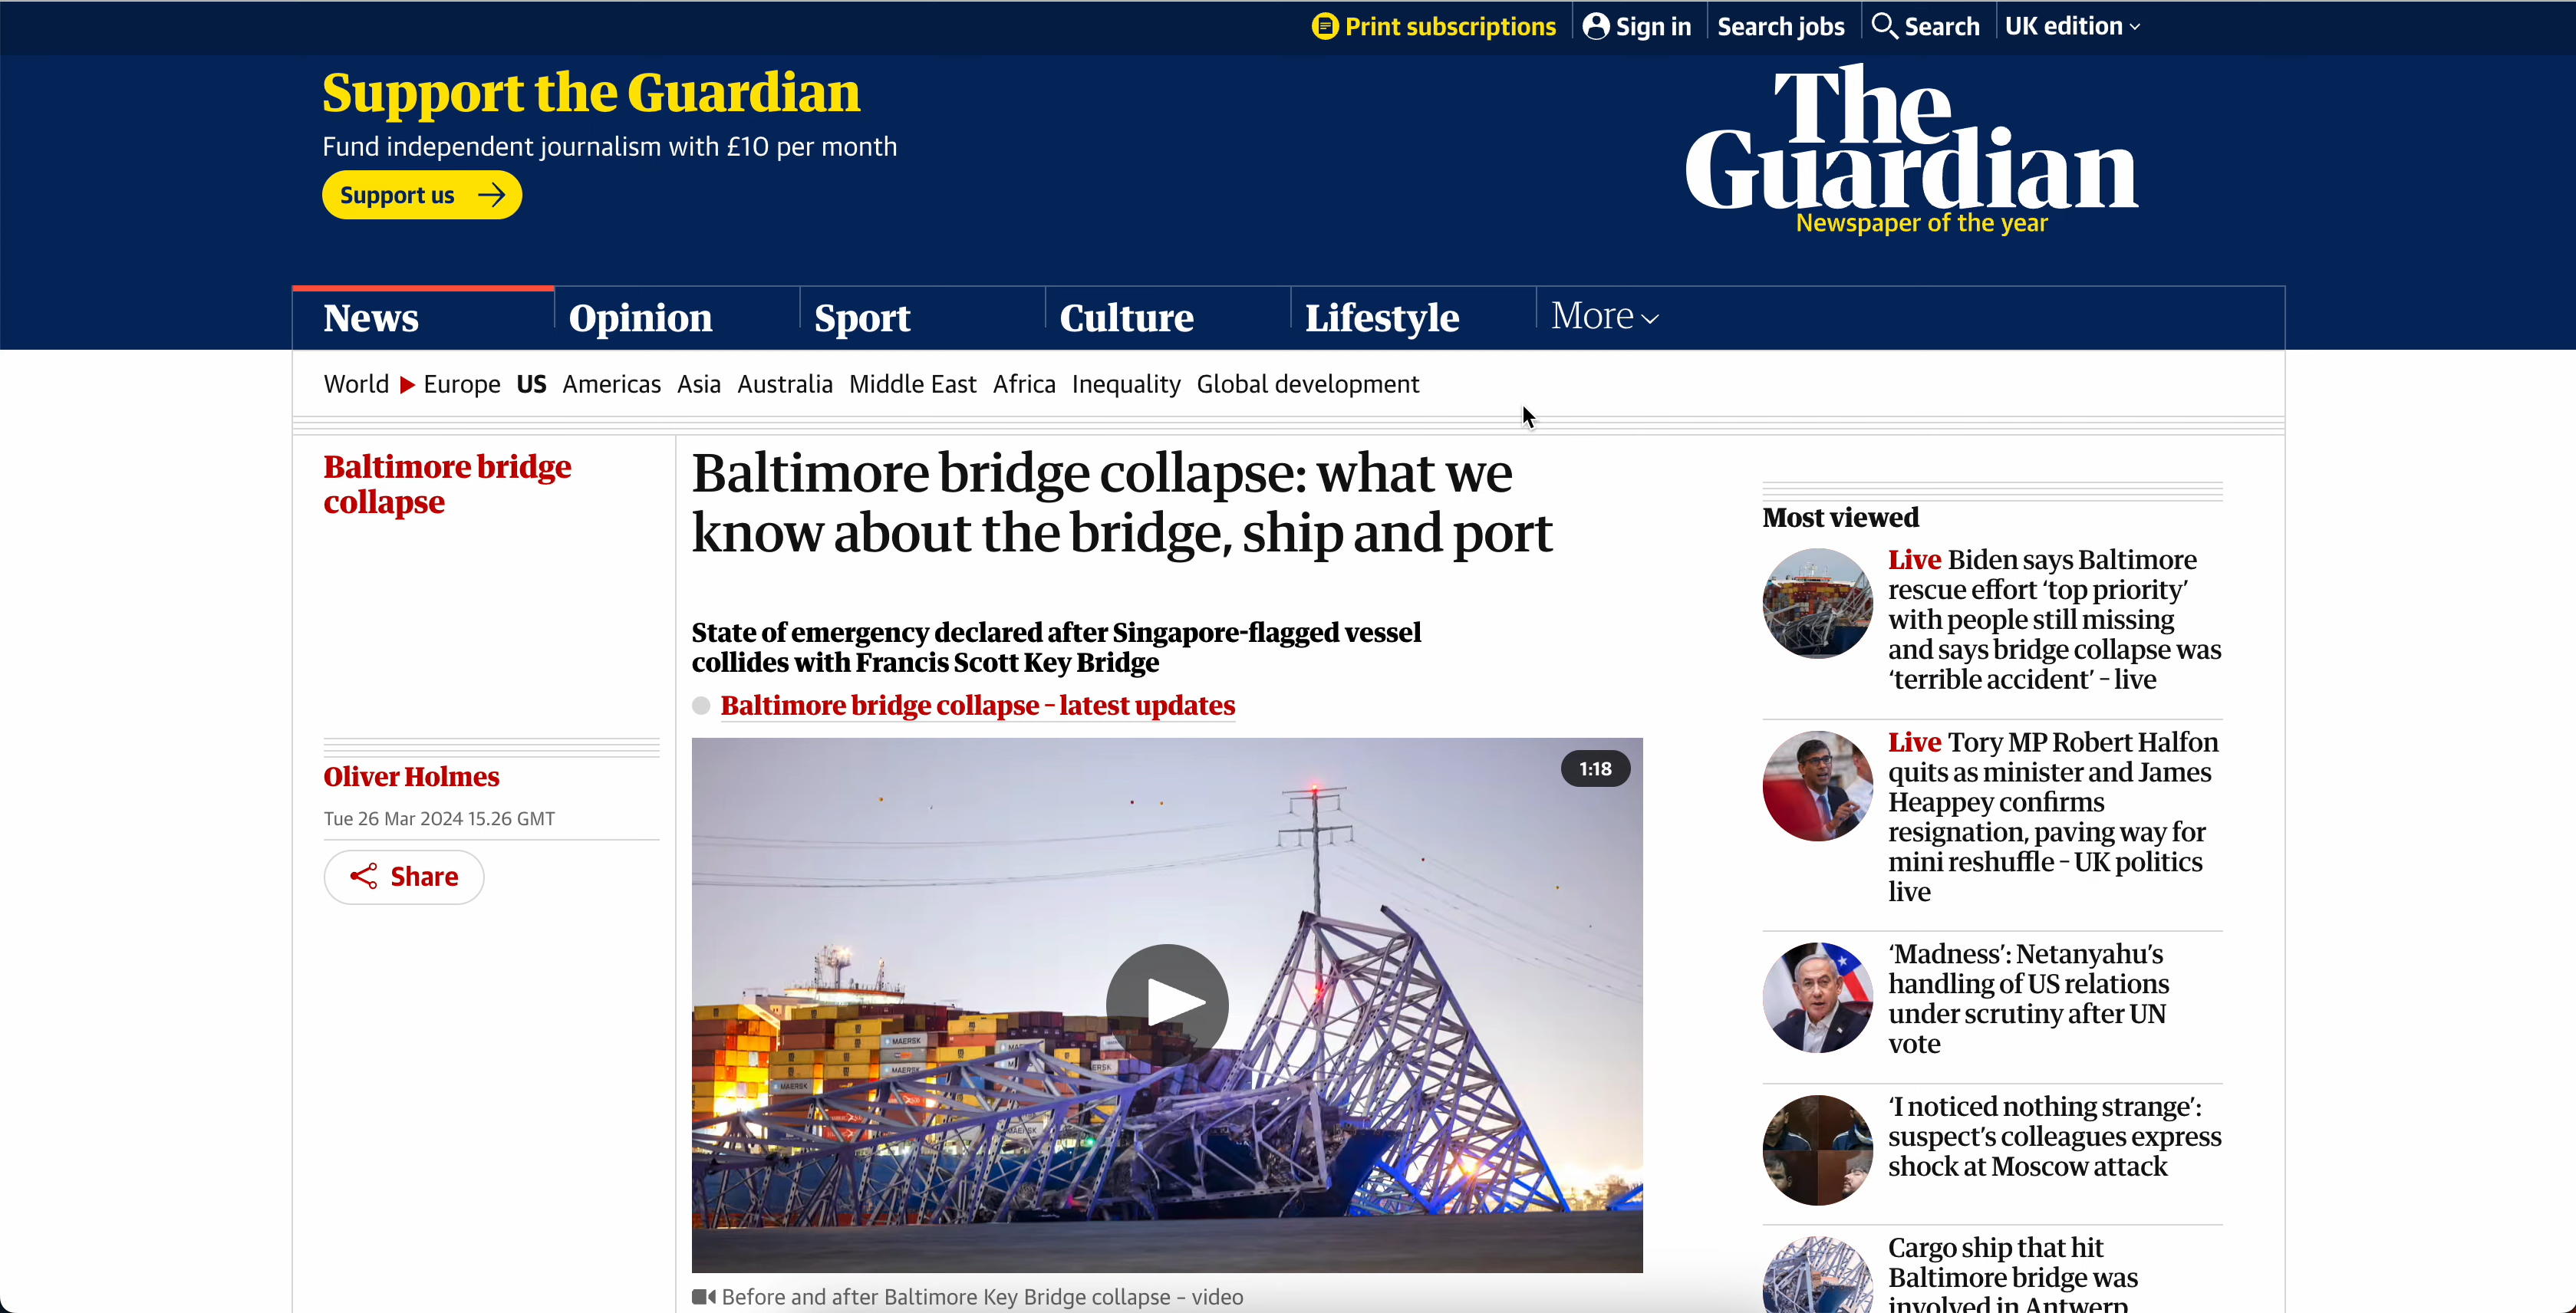 Print subscriptions
Sign in
Search jobs
Search
UK edition
Support the Guardian
Fund independent journalism with £10 per month
Support us
The
Guardian
Newspaper of the year
News
Opinion
Sport
Culture
Lifestyle
More
World
Europe
US
Americas
Asia
Australia
Middle East
Africa
Inequality
Global development
Baltimore bridge
collapse
Oliver Holmes
Tue 26 Mar 2024 15.26 GMT
Share
Baltimore bridge collapse: what we
know about the bridge, ship and port
State of emergency declared after Singapore-flagged vessel
collides with Francis Scott Key Bridge
Baltimore bridge collapse – latest updates
1:18
MAERSK
MAERSK
MAERSK
Before and after Baltimore Key Bridge collapse – video
Most viewed
Live Biden says Baltimore
rescue effort ‘top priority’
with people still missing
and says bridge collapse was
‘terrible accident’ – live
Live Tory MP Robert Halfon
quits as minister and James
Heappey confirms
resignation, paving way for
mini reshuffle – UK politics
live
‘Madness’: Netanyahu’s
handling of US relations
under scrutiny after UN
vote
‘I noticed nothing strange’:
suspect’s colleagues express
shock at Moscow attack
Cargo ship that hit
Baltimore bridge was
involved in Antwerp